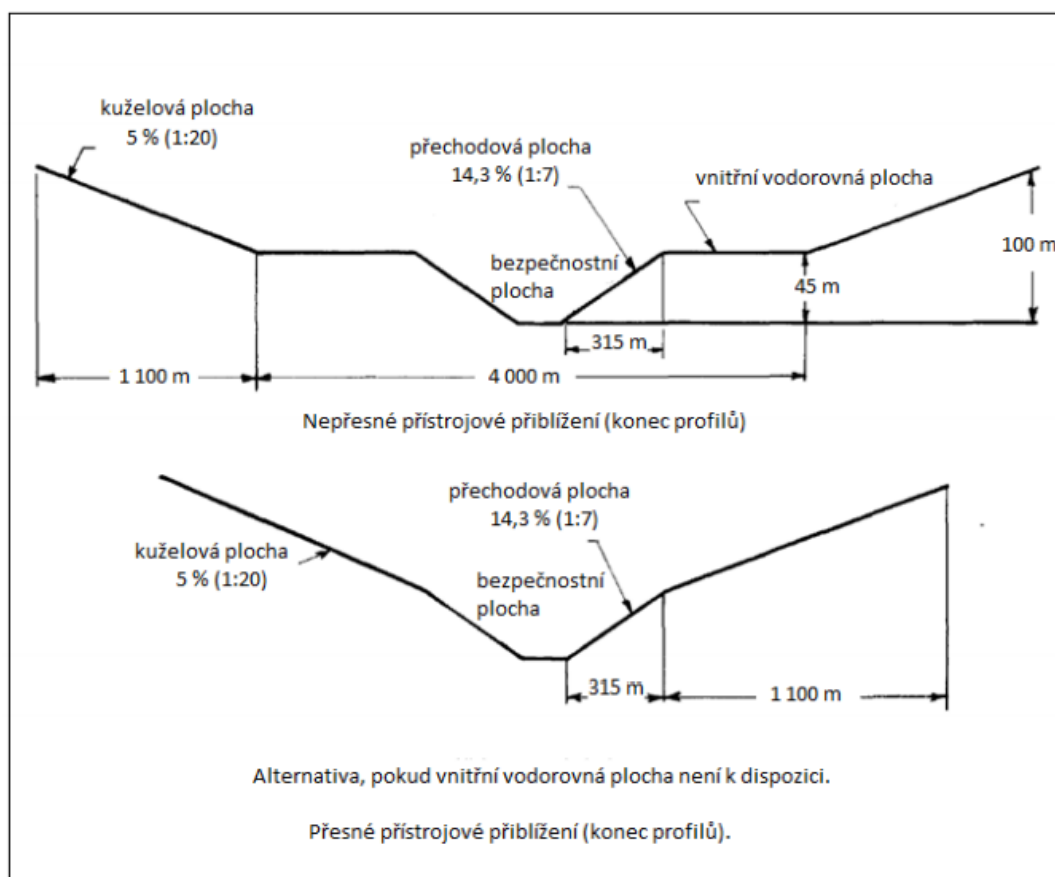 kuželová plocha
5 % (1:20)
přechodová plocha
14,3 % (1:7)
vnitřní vodorovná plocha
100 m
bezpečnostní
plocha
45 m
315 m
1 100 m
4 000 m
Nepřesné přístrojové přiblížení (konec profilů)
přechodová plocha
14,3 % (1:7)
kuželová plocha
5 % (1:20)
bezpečnostní
plocha
315 m
1 100 m
Alternativa, pokud vnitřní vodorovná plocha není k dispozici.
Přesné přístrojové přiblížení (konec profilů).